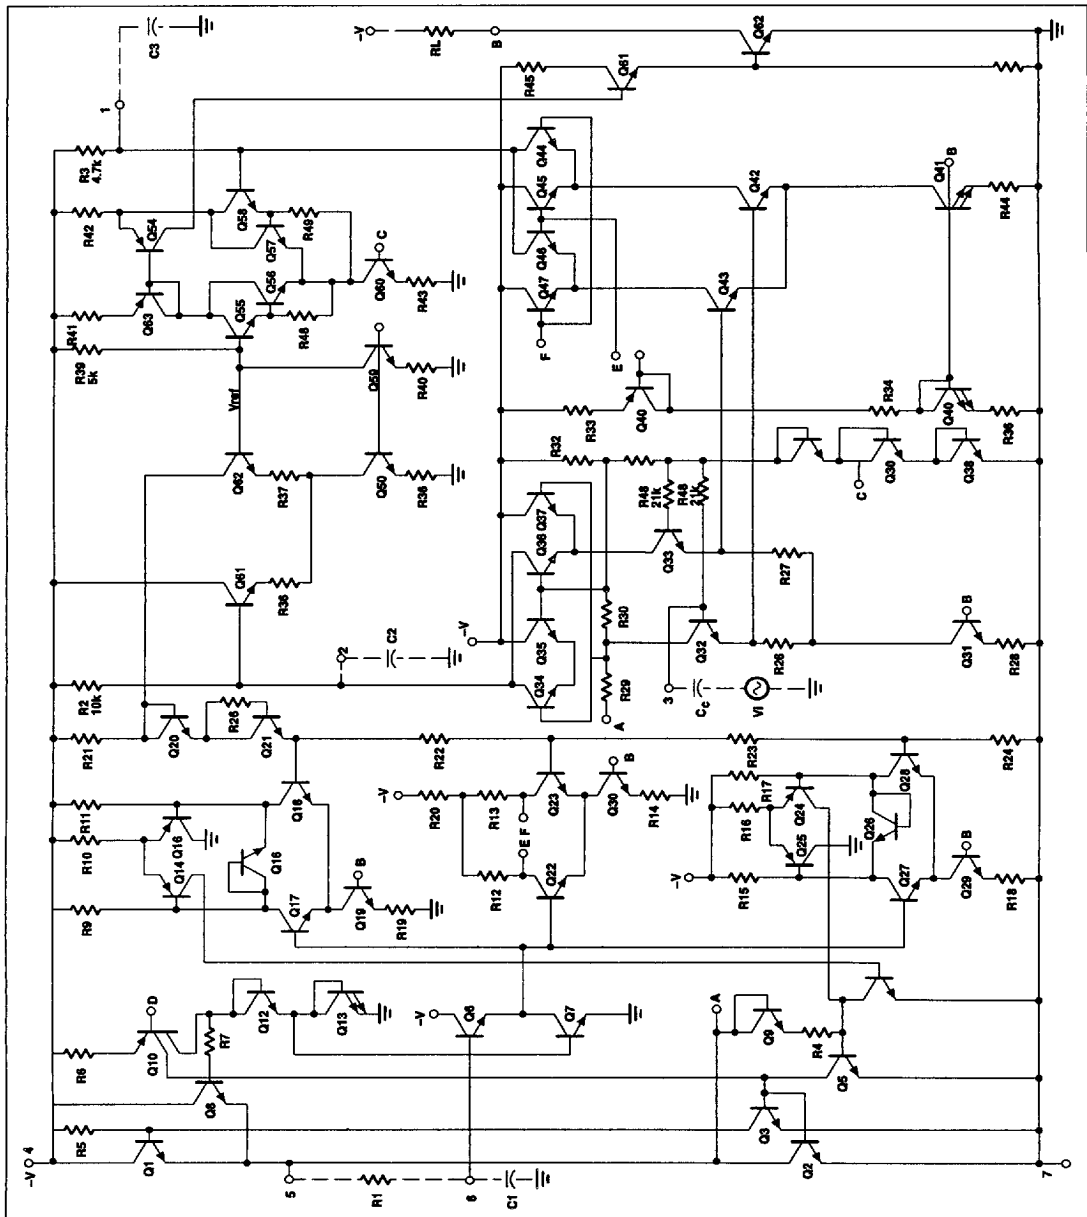 -V 4
R5
Q1
5
R1
6
C1
Q2
7
R6
Q10
D
Q8
R7
Q12
Q13
-V
Q6
Q7
Q3
A
Q9
R4
Q5
R9
R10
R11
Q14
Q16
Q16
Q17
Q18
Q19
B
R19
-V
R20
R12
R13
E
F
Q22
Q23
Q30
B
R14
-V
R15
R16
R17
Q25
Q24
Q26
Q27
Q28
Q29
B
R18
R21
Q20
R26
Q21
R22
R23
R24
R2
10k
2
C2
Q61
R36
-V
Q34
Q35
Q36
Q37
R29
A
R30
R32
3
Cc
VI
Q32
Q33
R48
21k
R48
21k
R26
R27
Q31
B
R28
Q62
R37
Q50
R36
Vref
Q59
R40
R39
5k
R33
Q40
C
Q30
Q38
R34
Q40
R36
R41
Q63
Q55
Q56
R48
Q60
C
R43
F
E
Q47
Q46
Q45
Q44
Q43
Q42
Q41
B
R44
R42
Q54
Q58
Q57
R49
R3
4.7k
1
C3
R45
Q61
-V
RL
B
Q62